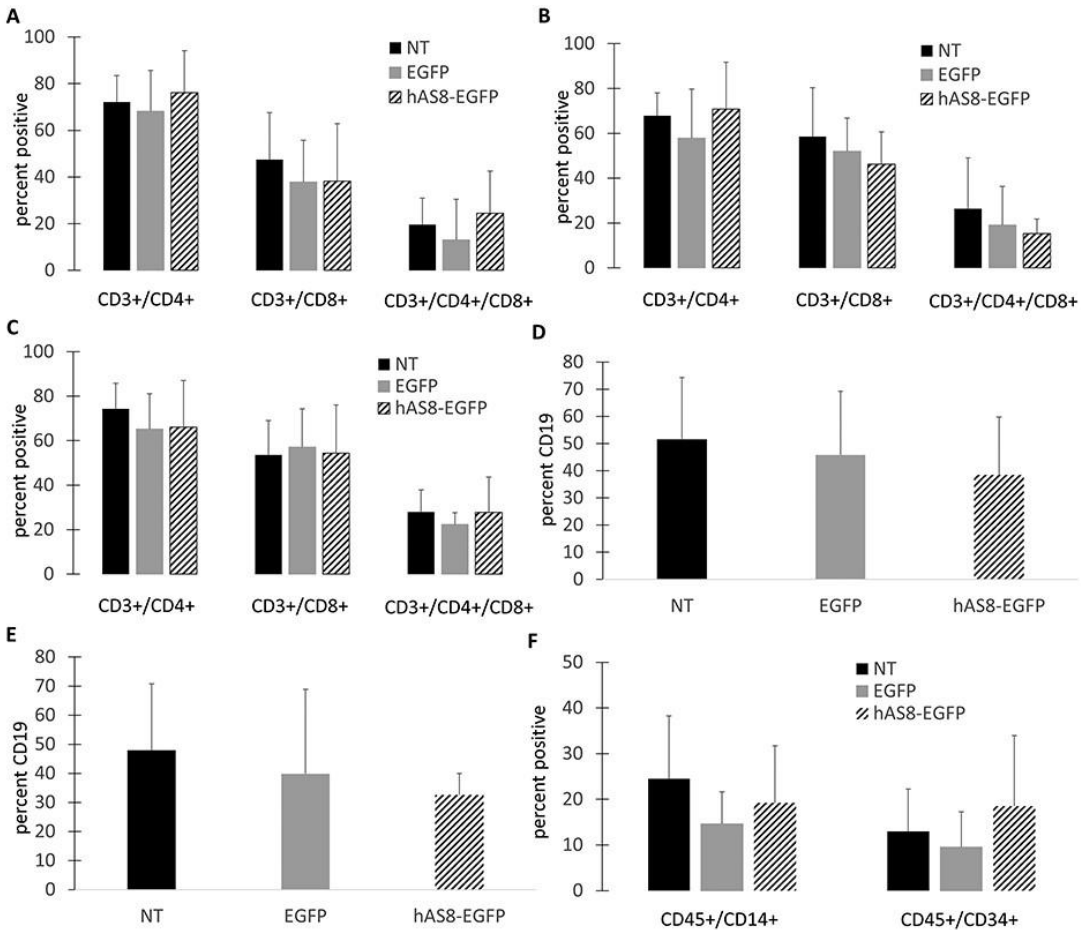 A
percent positive
100
80
60
40
20
0
NT
EGFP
hAS8-EGFP
CD3+/CD4+ CD3+/CD8+ CD3+/CD4+/CD8+
B
percent positive
100
80
60
40
20
0
NT
EGFP
hAS8-EGFP
CD3+/CD4+ CD3+/CD8+ CD3+/CD4+/CD8+
C
percent positive
100
80
60
40
20
0
NT
EGFP
hAS8-EGFP
CD3+/CD4+ CD3+/CD8+ CD3+/CD4+/CD8+
D
percent CD19
80
70
60
50
40
30
20
10
0
NT EGFP hAS8-EGFP
E
percent CD19
80
70
60
50
40
30
20
10
0
NT EGFP hAS8-EGFP
F
percent positive
50
40
30
20
10
0
NT
EGFP
hAS8-EGFP
CD45+/CD14+ CD45+/CD34+